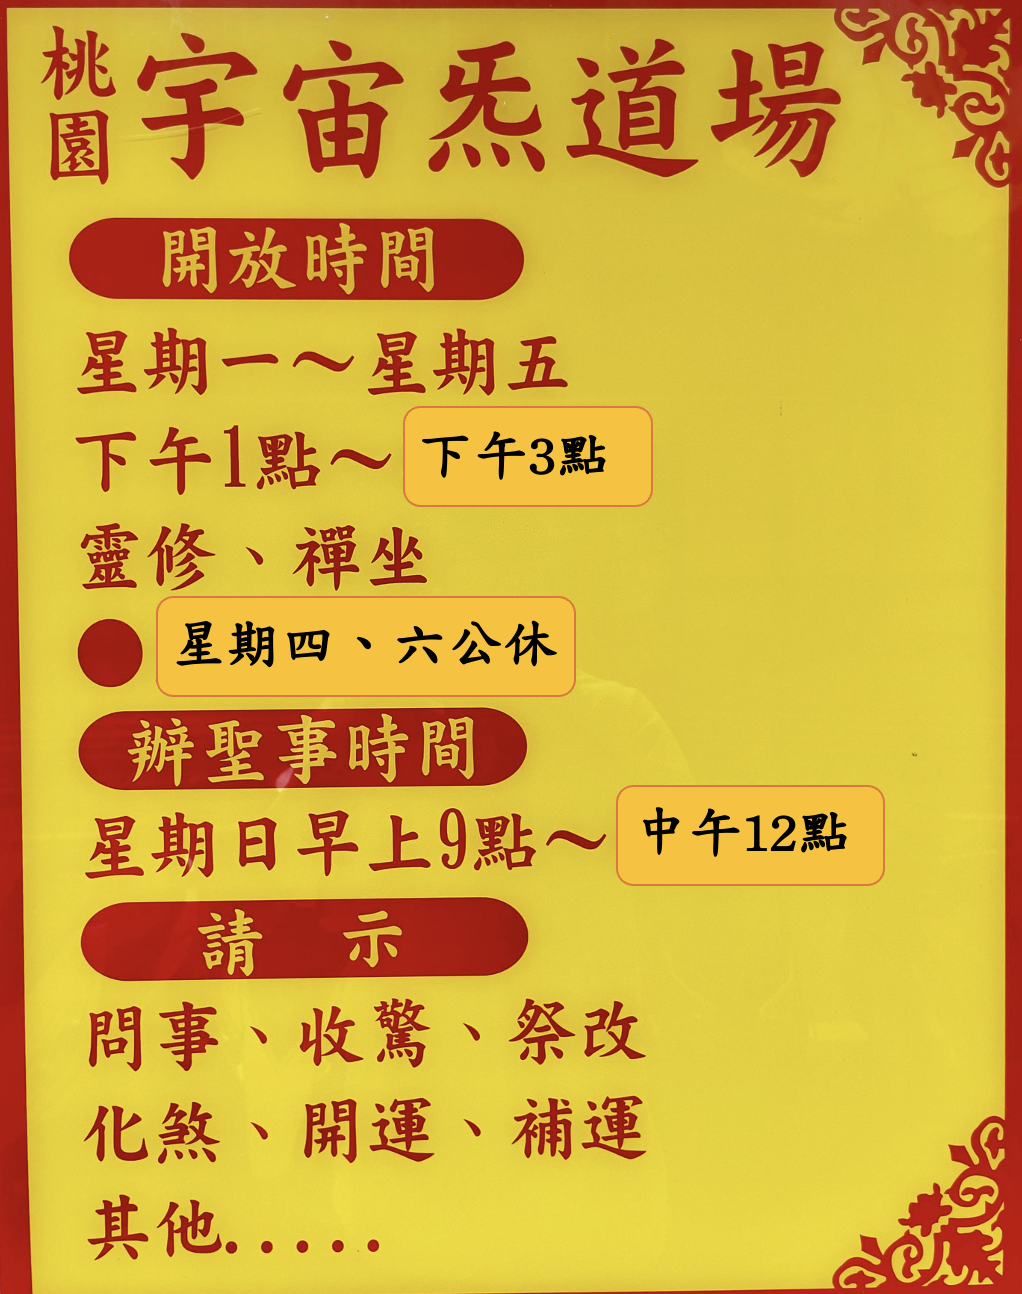 桃園宇宙炁道場
開放時間
星期一～星期五
下午1點～下午3點
靈修、禪坐
●星期四、六公休
辦聖事時間
星期日早上9點～中午12點
請 示
問事、收驚、祭改
化煞、開運、補運
其他.....